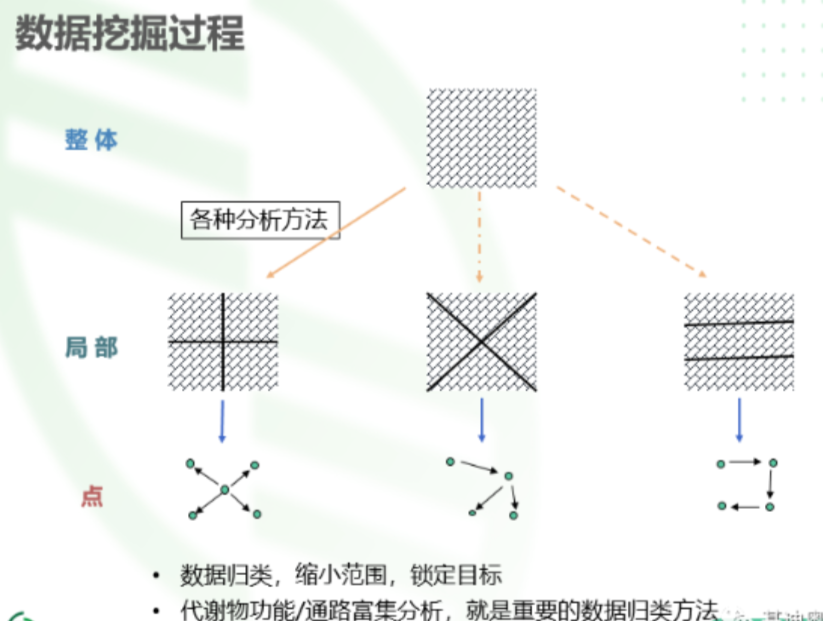 数据挖掘过程
整体
各种分析方法
局部
点
• 数据归类，缩小范围，锁定目标
• 代谢物功能/通路富集分析，就是重要的数据归类方法